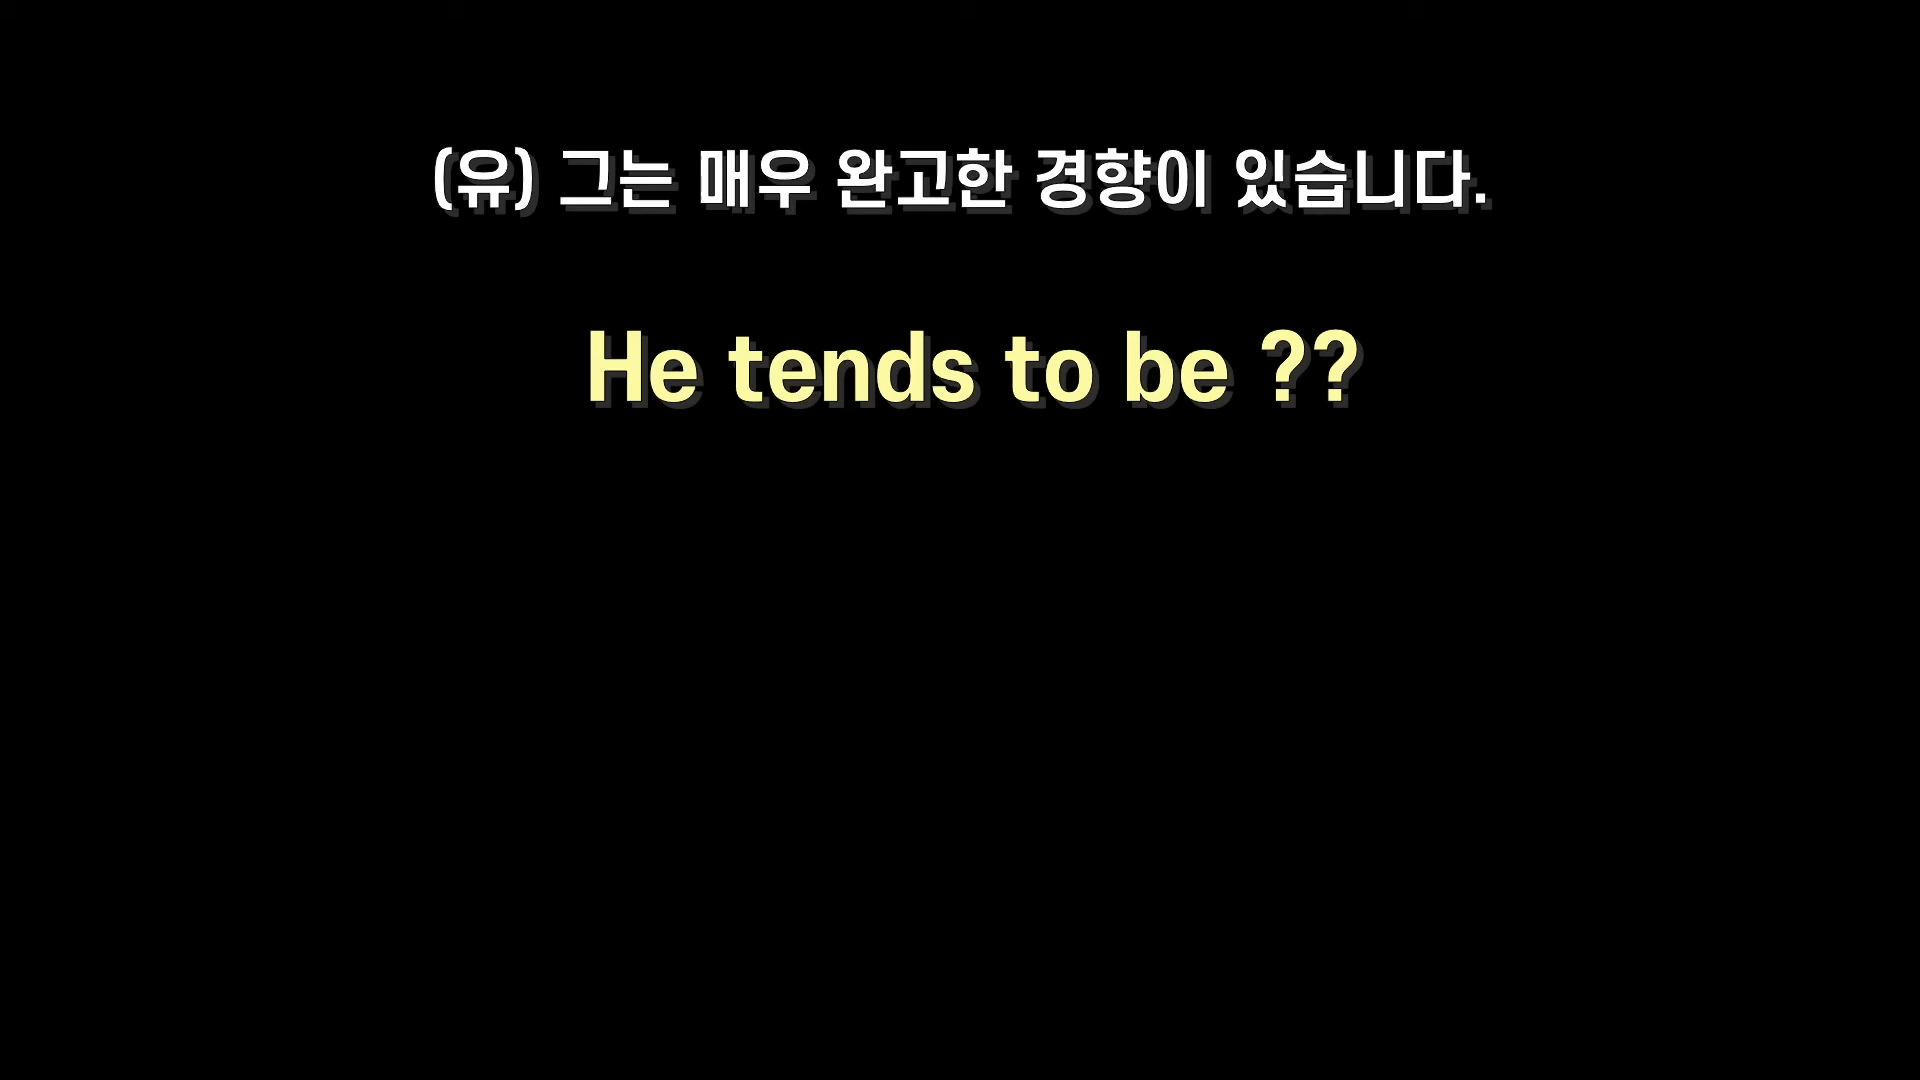 (유) 그는 매우 완고한 경향이 있습니다.
He tends to be ??